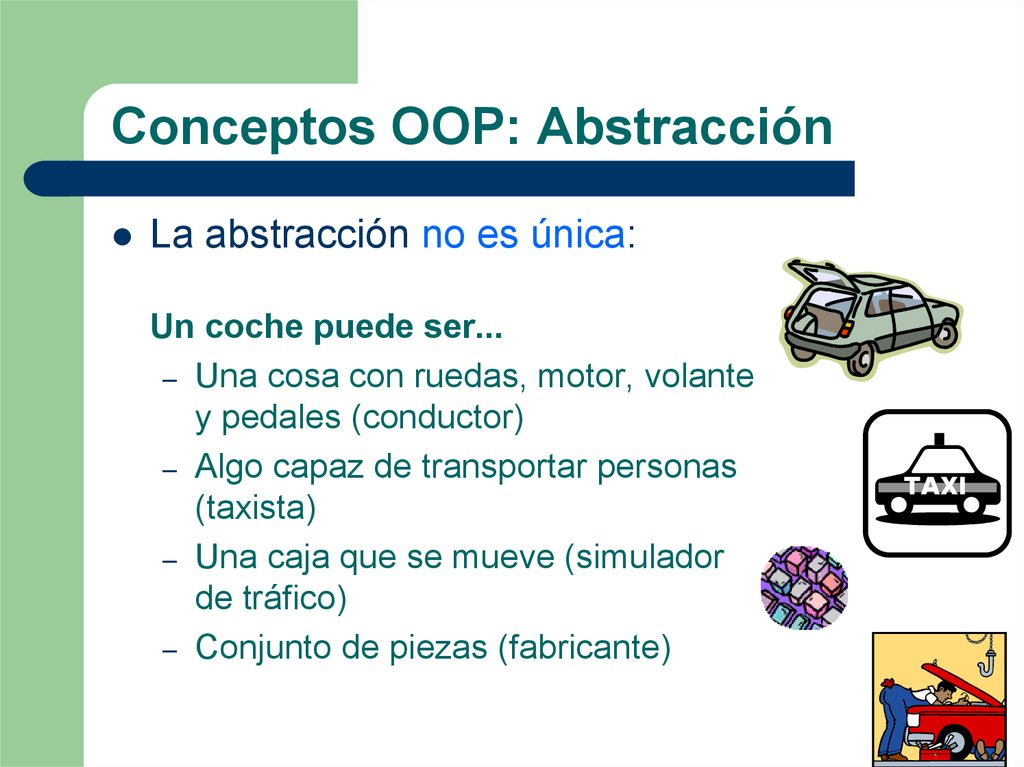 Conceptos OOP: Abstracción
La abstracción no es única:
Un coche puede ser...
– Una cosa con ruedas, motor, volante
y pedales (conductor)
– Algo capaz de transportar personas
(taxista)
– Una caja que se mueve (simulador
de tráfico)
– Conjunto de piezas (fabricante)
TAXI